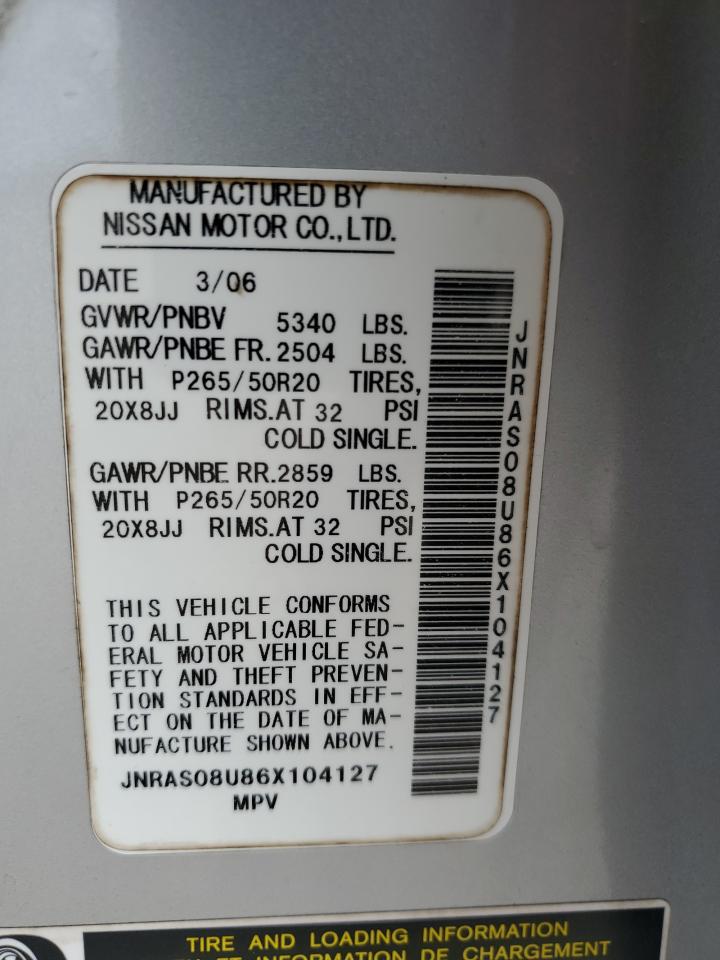 MANUFACTURED BY
NISSAN MOTOR CO.,LTD.
DATE 3/06
GVWR/PNBV 5340 LBS.
GAWR/PNBE FR. 2504 LBS.
WITH P265/50R20 TIRES,
20X8JJ RIMS.AT 32 PSI
COLD SINGLE.
GAWR/PNBE RR. 2859 LBS.
WITH P265/50R20 TIRES,
20X8JJ RIMS.AT 32 PSI
COLD SINGLE.
THIS VEHICLE CONFORMS
TO ALL APPLICABLE FED-
ERAL MOTOR VEHICLE SA-
FETY AND THEFT PREVEN-
TION STANDARDS IN EFF-
ECT ON THE DATE OF MA-
NUFACTURE SHOWN ABOVE.
JNRAS08U86X104127
MPV
JNRAS08U86X104127
TIRE AND LOADING INFORMATION
ET INFORMATION DE CHARGEMENT